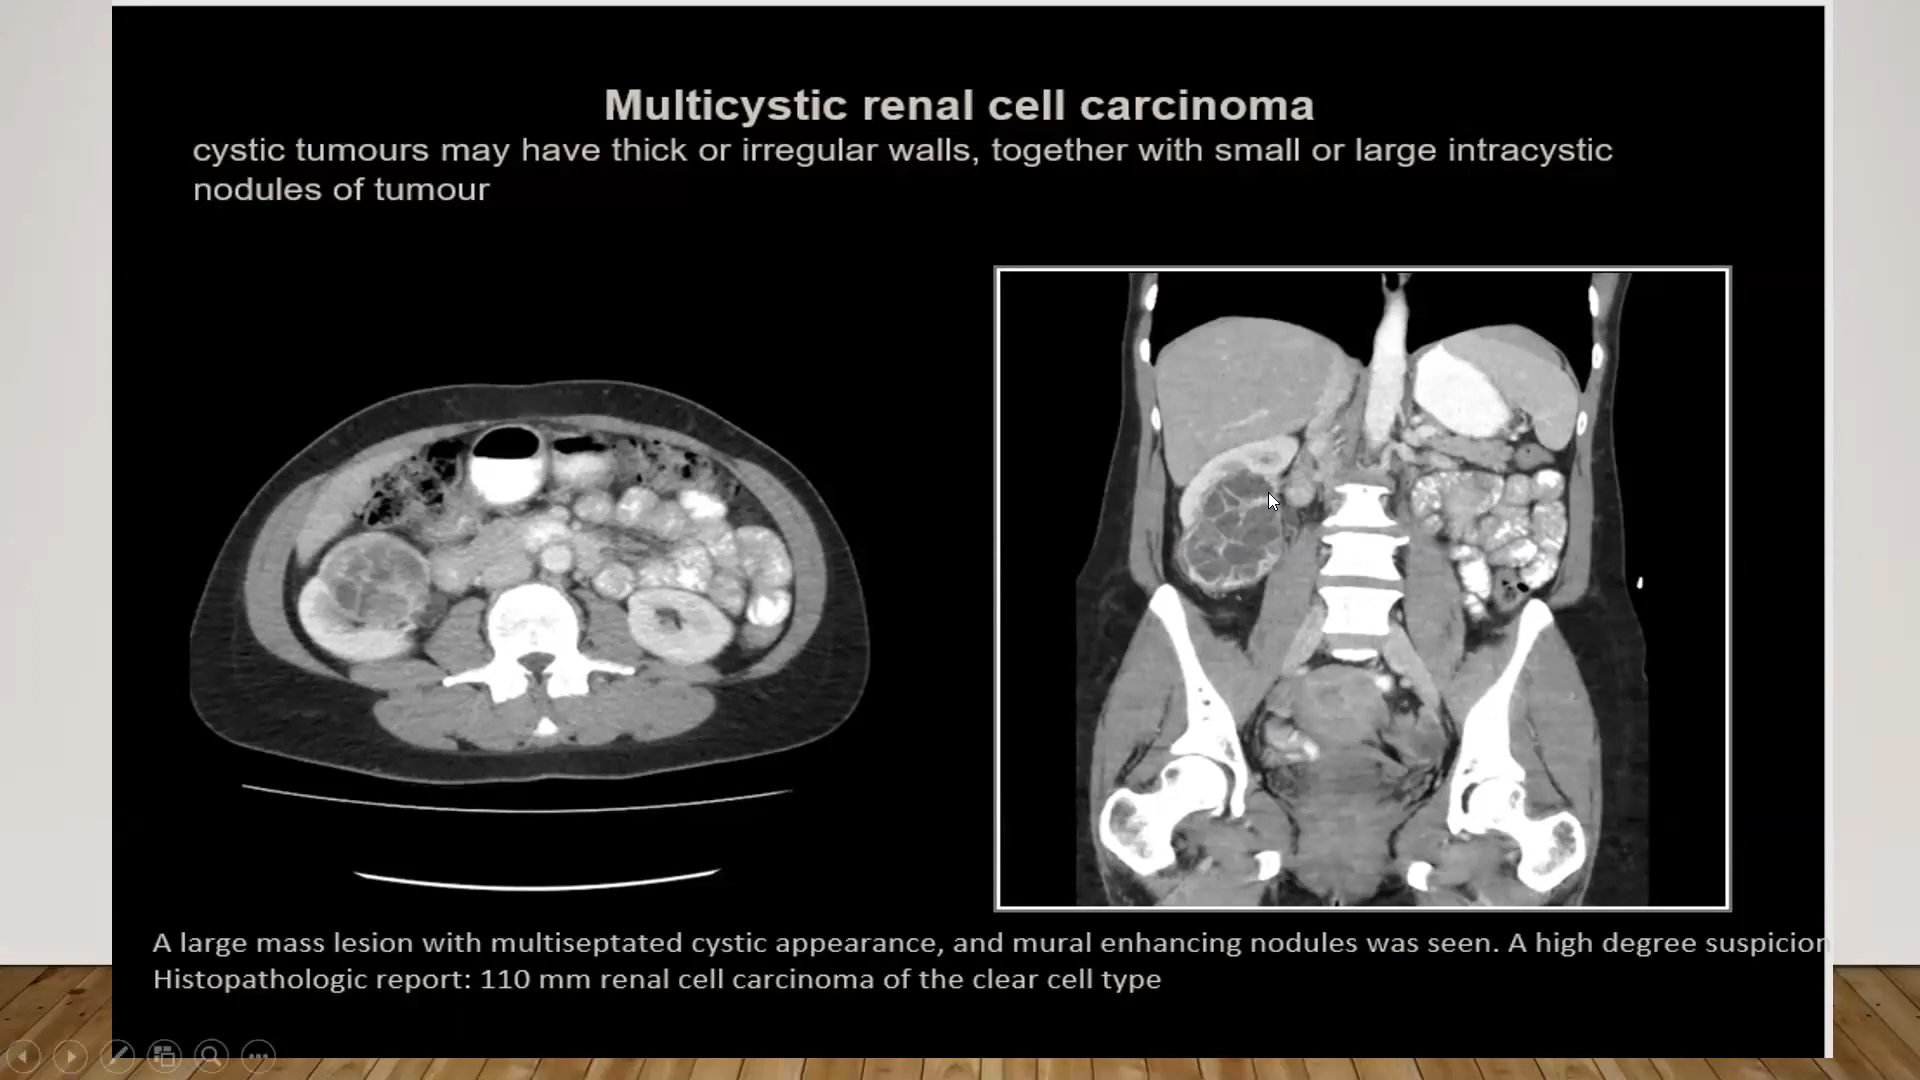 Multicystic renal cell carcinoma
cystic tumours may have thick or irregular walls, together with small or large intracystic
nodules of tumour
A large mass lesion with multiseptated cystic appearance, and mural enhancing nodules was seen. A high degree suspicion
Histopathologic report: 110 mm renal cell carcinoma of the clear cell type